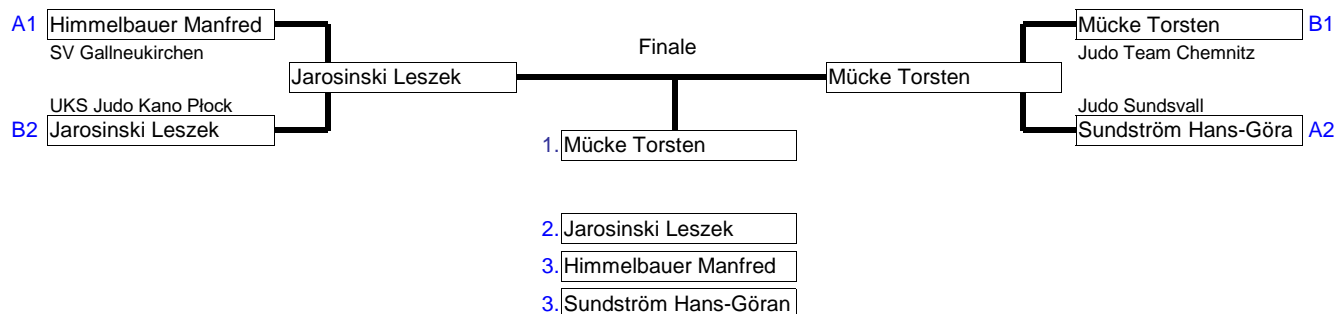 A1 Himmelbauer Manfred
SV Gallneukirchen
Jarosinski Leszek
UKS Judo Kano Płock
B2 Jarosinski Leszek
Finale
Mücke Torsten B1
Judo Team Chemnitz
Mücke Torsten
Judo Sundsvall
Sundström Hans-Göra A2
1. Mücke Torsten
2. Jarosinski Leszek
3. Himmelbauer Manfred
3. Sundström Hans-Göran